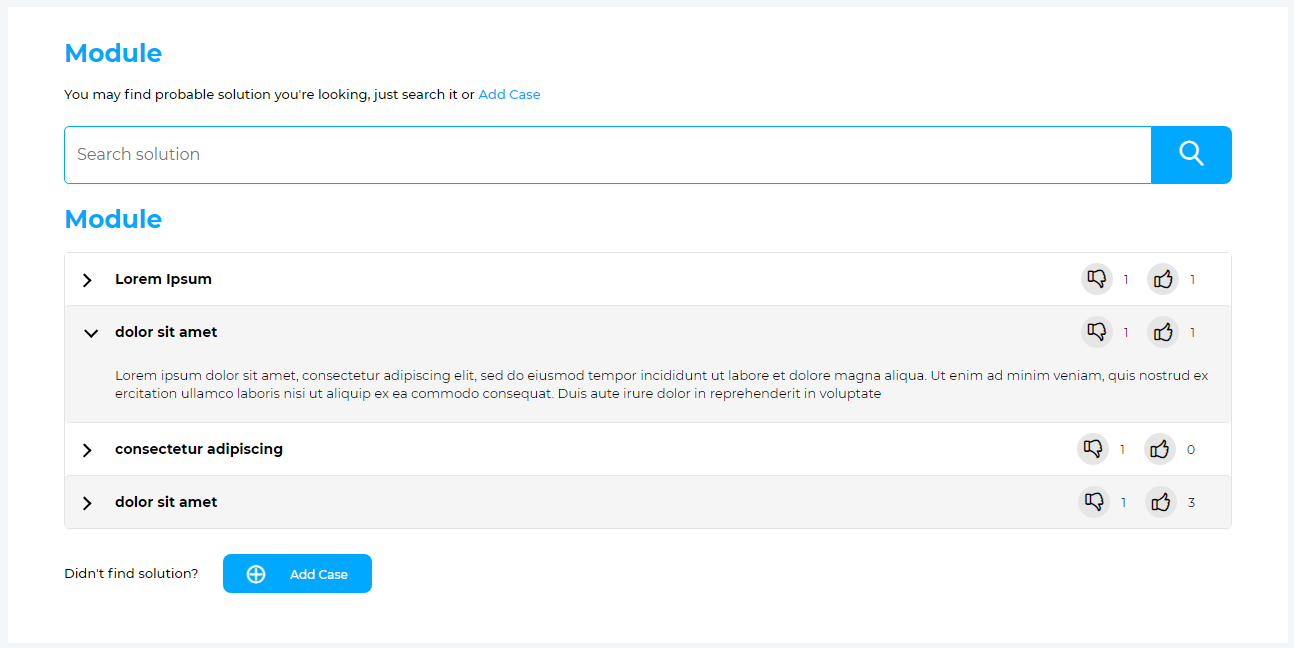 Module
You may find probable solution you're looking, just search it or Add Case
Search solution
Module
Lorem Ipsum 1 1
dolor sit amet 1 1
Lorem ipsum dolor sit amet, consectetur adipiscing elit, sed do eiusmod tempor incididunt ut labore et dolore magna aliqua. Ut enim ad minim veniam, quis nostrud ex
ercitation ullamco laboris nisi ut aliquip ex ea commodo consequat. Duis aute irure dolor in reprehenderit in voluptate
consectetur adipiscing 1 0
dolor sit amet 1 3
Didn't find solution? Add Case